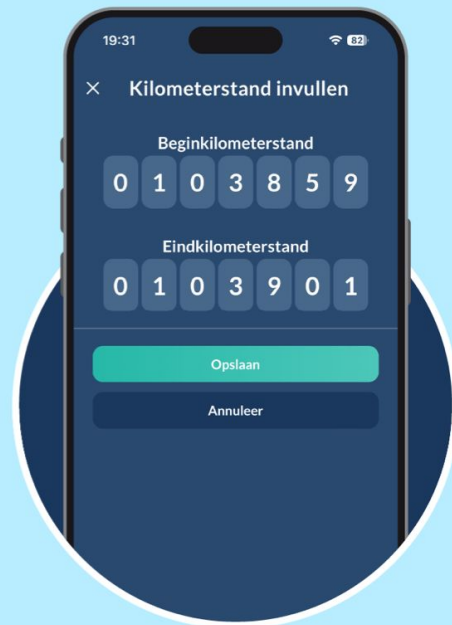 19:31
82
Kilometerstand invullen
Beginkilometerstand
0 1 0 3 8 5 9
Eindkilometerstand
0 1 0 3 9 0 1
Opslaan
Annuleer